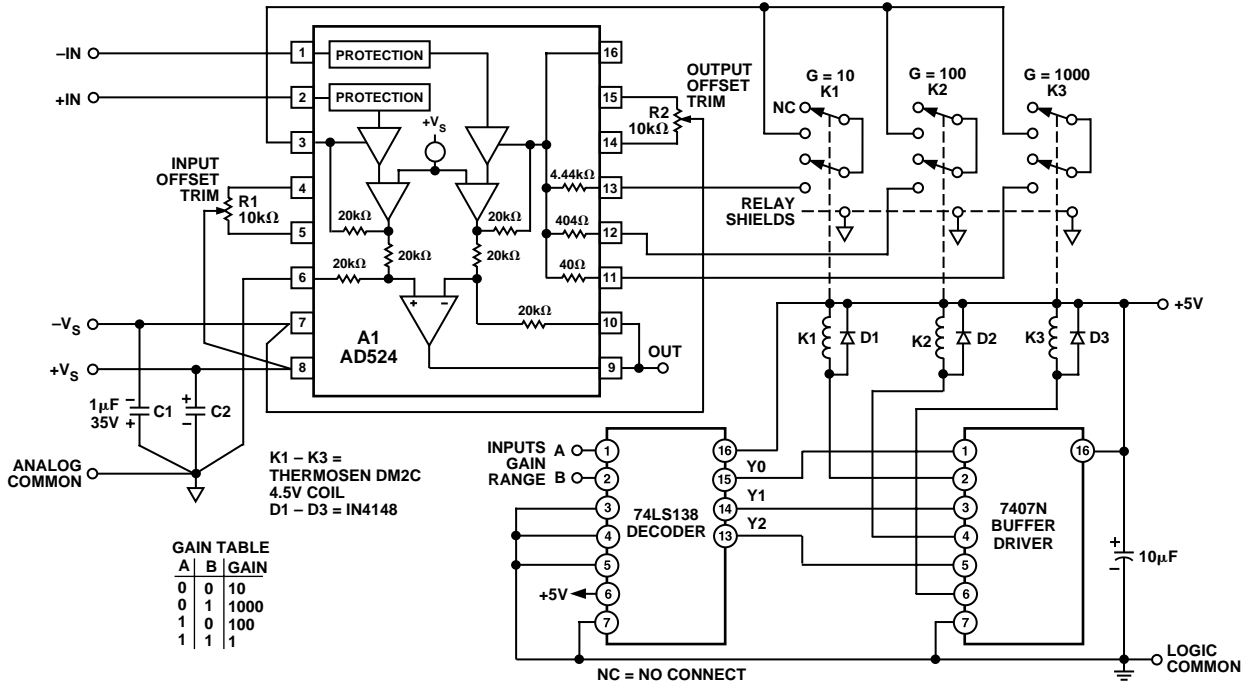 –IN
+IN
1
2
3
4
5
6
7
8
16
15
14
13
12
11
10
9
PROTECTION
PROTECTION
+VS
INPUT
OFFSET
TRIM
R1
10kΩ
OUTPUT
OFFSET
TRIM
R2
10kΩ
4.44kΩ
404Ω
40Ω
20kΩ
20kΩ
20kΩ
20kΩ
20kΩ
20kΩ
+
–
A1
AD524
OUT
–VS
+VS
1µF
35V
–
+
C1
+
–
C2
ANALOG
COMMON
G = 10
K1
G = 100
K2
G = 1000
K3
NC
RELAY
SHIELDS
+5V
K1
D1
K2
D2
K3
D3
K1 – K3 =
THERMOSEN DM2C
4.5V COIL
D1 – D3 = IN4148
GAIN TABLE
A B GAIN
0 0 10
0 1 1000
1 0 100
1 1 1
INPUTS
GAIN
RANGE
A
B
1
2
3
4
5
6
7
16
15
14
13
74LS138
DECODER
+5V
Y0
Y1
Y2
1
2
3
4
5
6
7
16
7407N
BUFFER
DRIVER
+
–
10µF
LOGIC
COMMON
NC = NO CONNECT